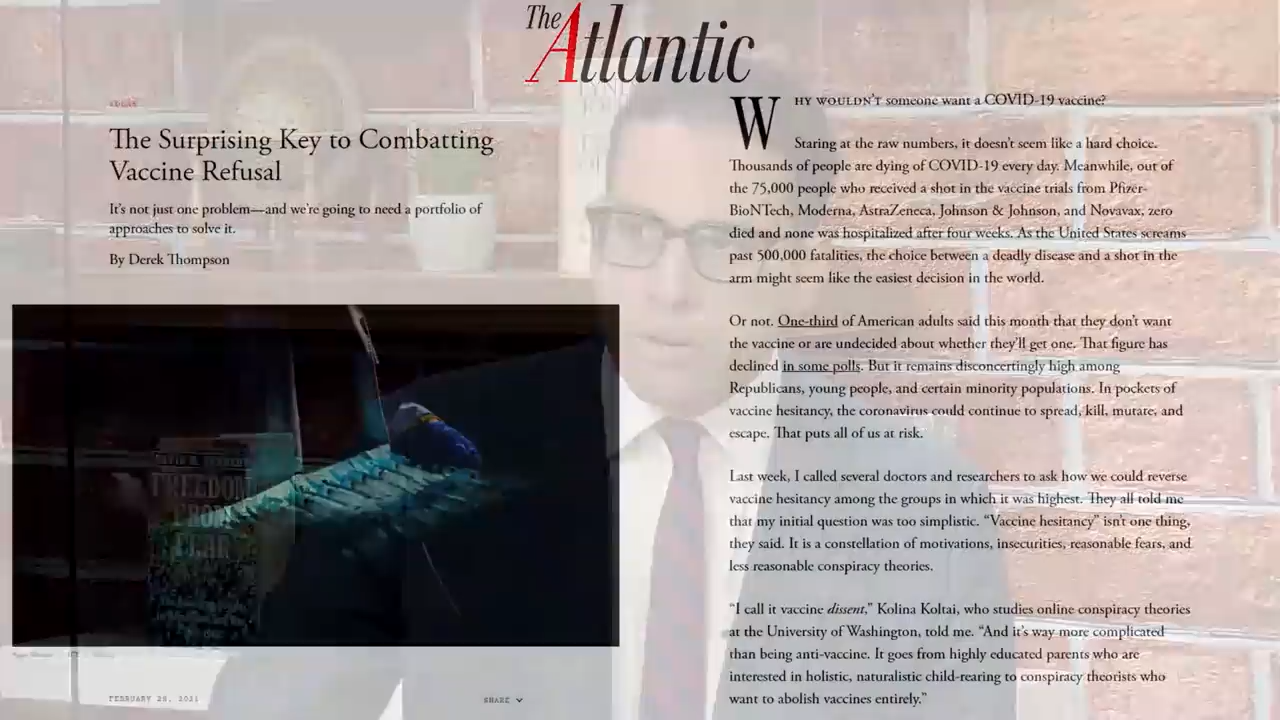 The Atlantic
IDEAS
The Surprising Key to Combatting
Vaccine Refusal
It's not just one problem—and we're going to need a portfolio of
approaches to solve it.
By Derek Thompson
FREEDOM
FROM
FEAR
SHARE
WHY WOULDN'T someone want a COVID-19 vaccine?
Staring at the raw numbers, it doesn't seem like a hard choice.
Thousands of people are dying of COVID-19 every day. Meanwhile, out of
the 75,000 people who received a shot in the vaccine trials from Pfizer-
BioNTech, Moderna, AstraZeneca, Johnson & Johnson, and Novavax, zero
died and none was hospitalized after four weeks. As the United States screams
past 500,000 fatalities, the choice between a deadly disease and a shot in the
arm might seem like the easiest decision in the world.
Or not. One-third of American adults said this month that they don't want
the vaccine or are undecided about whether they'll get one. That figure has
declined in some polls. But it remains disconcertingly high among
Republicans, young people, and certain minority populations. In pockets of
vaccine hesitancy, the coronavirus could continue to spread, kill, mutate, and
escape. That puts all of us at risk.
Last week, I called several doctors and researchers to ask how we could reverse
vaccine hesitancy among the groups in which it was highest. They all told me
that my initial question was too simplistic. “Vaccine hesitancy” isn't one thing,
they said. It is a constellation of motivations, insecurities, reasonable fears, and
less reasonable conspiracy theories.
“I call it vaccine dissent,” Kolina Koltai, who studies online conspiracy theories
at the University of Washington, told me. “And it's way more complicated
than being anti-vaccine. It goes from highly educated parents who are
interested in holistic, naturalistic child-rearing to conspiracy theorists who
want to abolish vaccines entirely.”